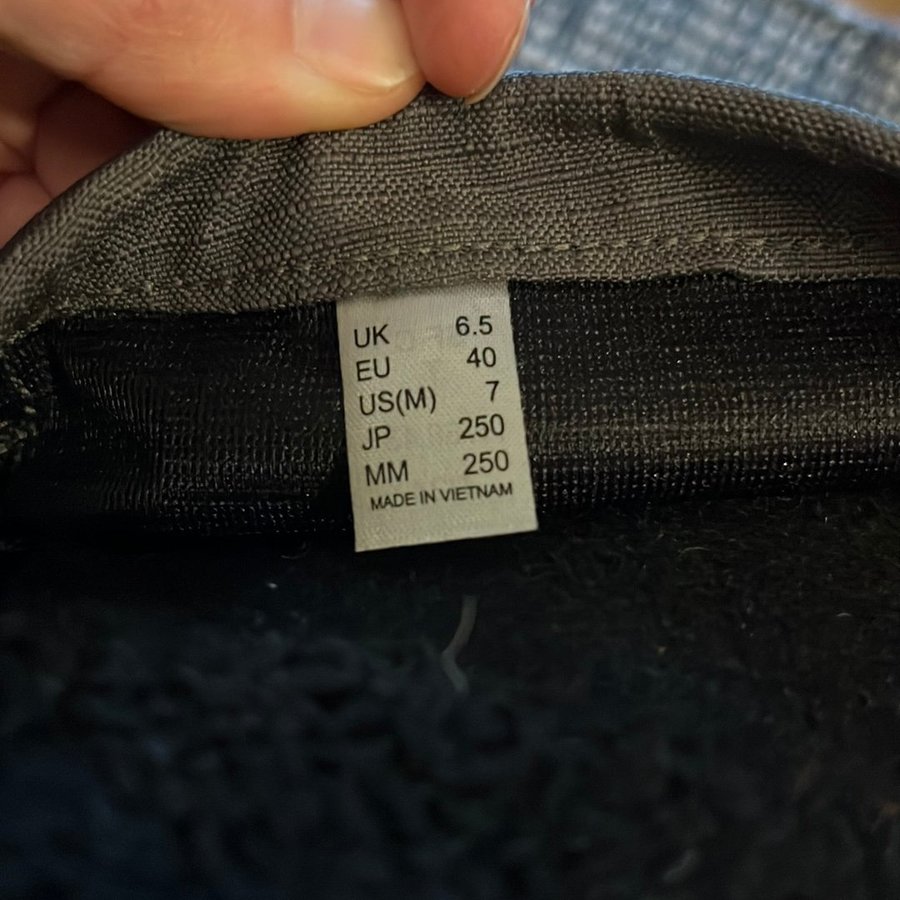 UK 6.5
EU 40
US(M) 7
JP 250
MM 250
MADE IN VIETNAM